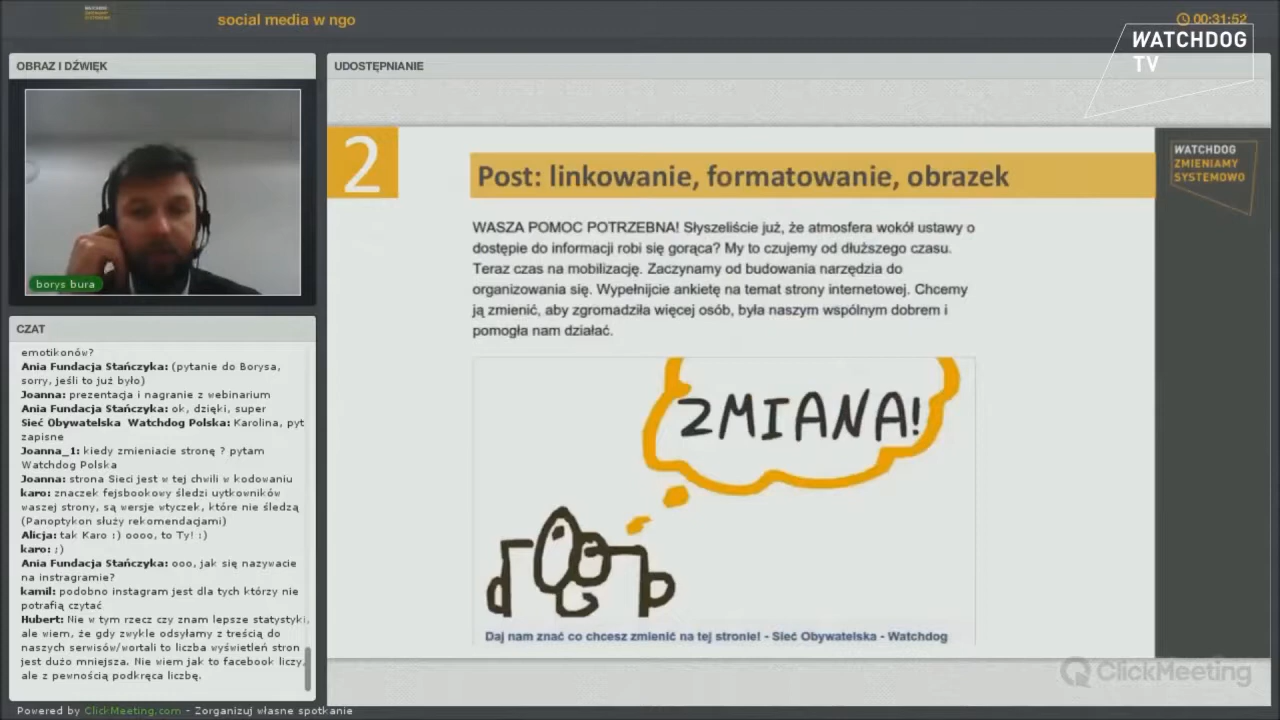 WATCHDOG
ZMIENIAMY
SYSTEMOWO
social media w ngo
00:31:52
WATCHDOG
TV
OBRAZ I DŹWIĘK
borys bura
CZAT
emotikonów?
Ania Fundacja Stańczyka: (pytanie do Borysa,
sorry, jeśli to już było)
Joanna: prezentacja i nagranie z webinarium
Ania Fundacja Stańczyka: ok, dzięki, super
Sieć Obywatelska Watchdog Polska: Karolina, pyt
zapisne
Joanna_1: kiedy zmieniacie stronę ? pytam
Watchdog Polska
Joanna: strona Sieci jest w tej chwili w kodowaniu
karo: znaczek fejsbookowy śledzi uytkowników
waszej strony, są wersje wtyczek, które nie śledzą
(Panoptykon służy rekomendacjami)
Alicja: tak Karo :) oooo, to Ty! :)
karo: ;)
Ania Fundacja Stańczyka: ooo, jak się nazywacie
na instragramie?
kamil: podobno instagram jest dla tych którzy nie
potrafią czytać
Hubert: Nie w tym rzecz czy znam lepsze statystyki,
ale wiem, że gdy zwykle odsyłamy z treścią do
naszych serwisów/wortali to liczba wyświetleń stron
jest dużo mniejsza. Nie wiem jak to facebook liczy,
ale z pewnością podkręca liczbę.
UDOSTĘPNIANIE
2
Post: linkowanie, formatowanie, obrazek
WASZA POMOC POTRZEBNA! Słyszeliście już, że atmosfera wokół ustawy o
dostępie do informacji robi się gorąca? My to czujemy od dłuższego czasu.
Teraz czas na mobilizację. Zaczynamy od budowania narzędzia do
organizowania się. Wypełnijcie ankietę na temat strony internetowej. Chcemy
ją zmienić, aby zgromadziła więcej osób, była naszym wspólnym dobrem i
pomogła nam działać.
ZMIANA!
Daj nam znać co chcesz zmienić na tej stronie! - Sieć Obywatelska - Watchdog
WATCHDOG
ZMIENIAMY
SYSTEMOWO
ClickMeeting
Powered by ClickMeeting.com - Zorganizuj własne spotkanie